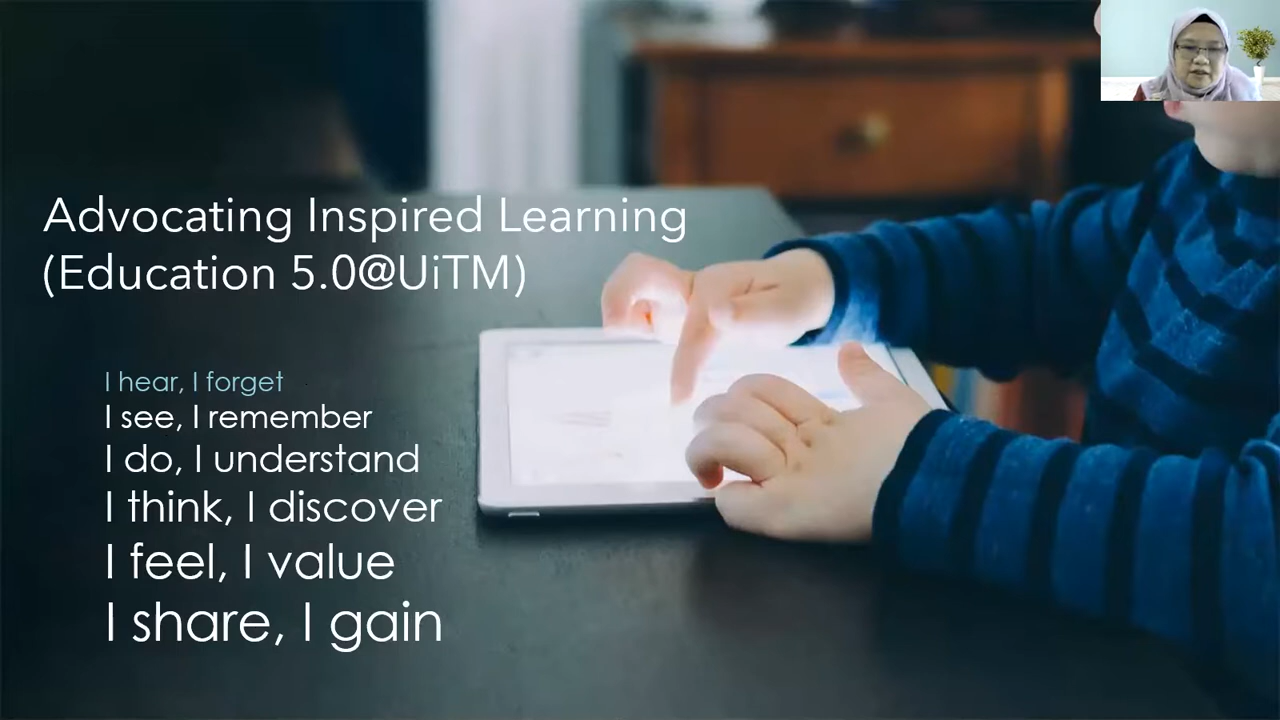 Advocating Inspired Learning
(Education 5.0@UiTM)
I hear, I forget
I see, I remember
I do, I understand
I think, I discover
I feel, I value
I share, I gain